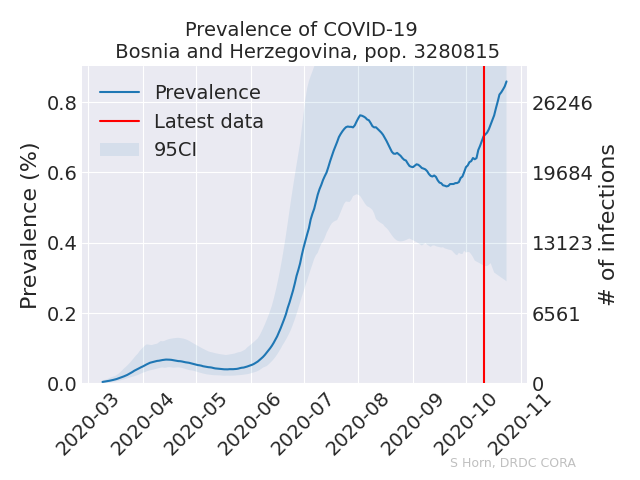 Prevalence of COVID-19
Bosnia and Herzegovina, pop. 3280815
Prevalence
Latest data
95CI
Prevalence (%)
0.8
0.6
0.4
0.2
0.0
26246
19684
13123
6561
0
# of infections
2020-03
2020-04
2020-05
2020-06
2020-07
2020-08
2020-09
2020-10
2020-11
S Horn, DRDC CORA